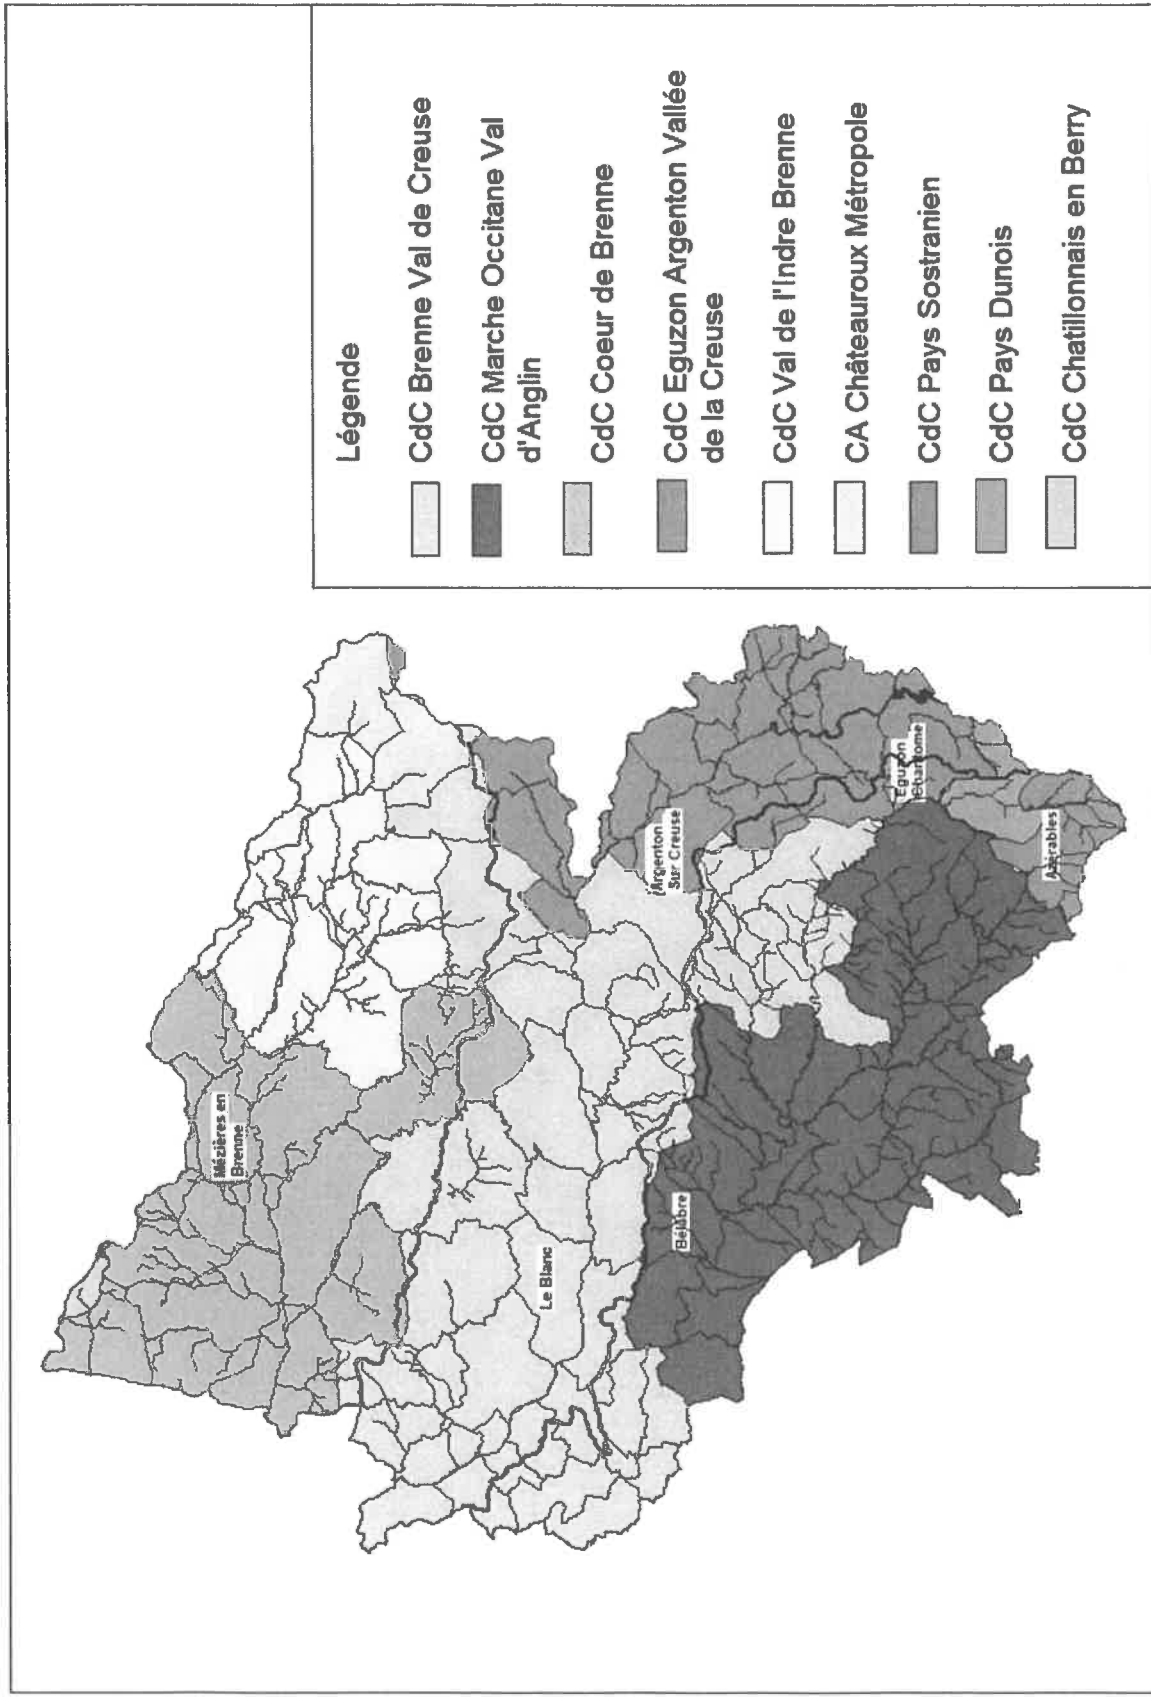 Légende
CdC Brenne Val de Creuse
CdC Marche Occitane Val
d'Anglin
CdC Coeur de Brenne
CdC Eguzon Argenton Vallée
de la Creuse
CdC Val de l'Indre Brenne
CA Châteauroux Métropole
CdC Pays Sostranien
CdC Pays Dunois
CdC Chatillonnais en Berry
Mézières en
Brenne
Le Blanc
Bélâbre
Argenton
Sur Creuse
Eguzon
Chantome
Azérables